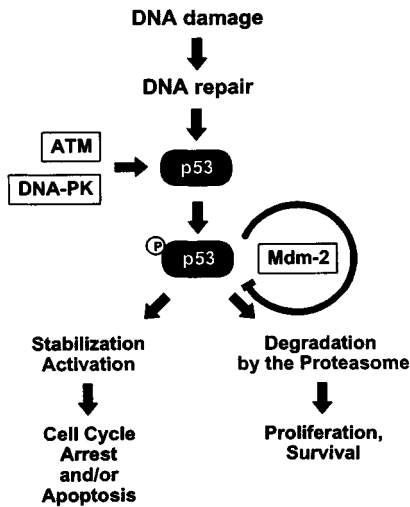 DNA damage
DNA repair
ATM
DNA-PK
p53
P
p53
Mdm-2
Stabilization
Activation
Degradation
by the Proteasome
Cell Cycle
Arrest
and/or
Apoptosis
Proliferation,
Survival